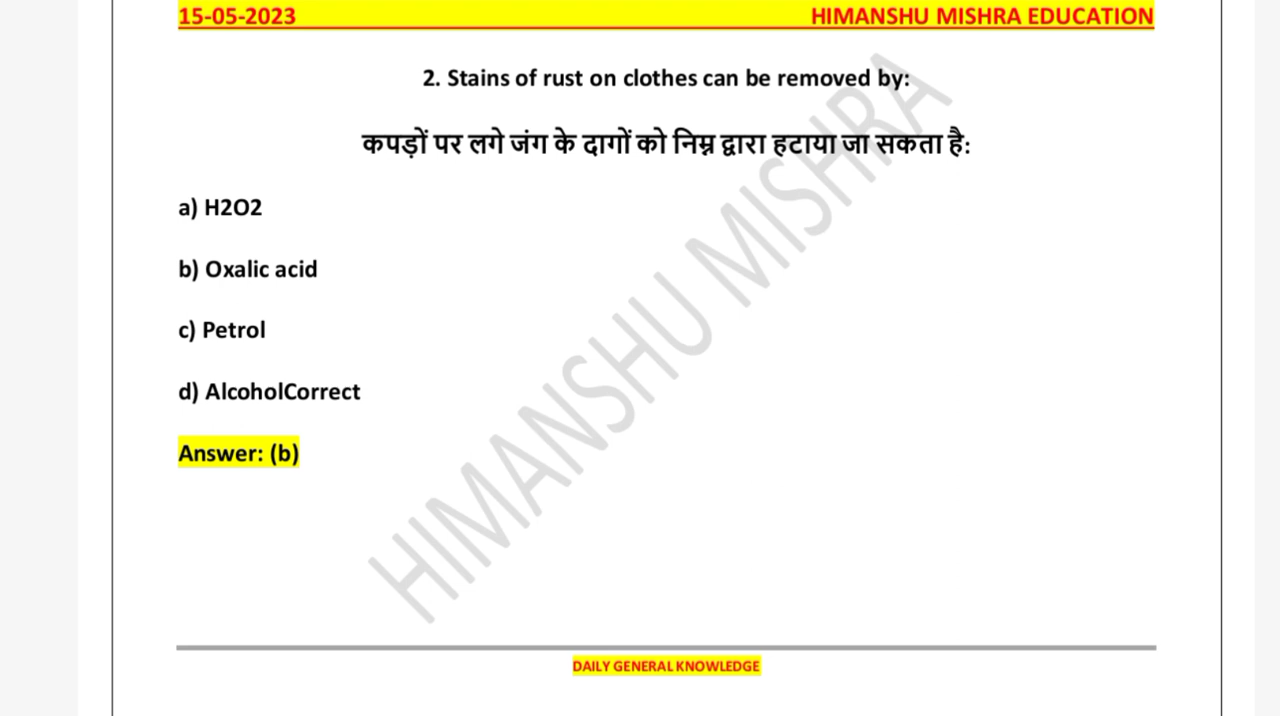 15-05-2023 HIMANSHU MISHRA EDUCATION
2. Stains of rust on clothes can be removed by:
कपड़ों पर लगे जंग के दागों को निम्न द्वारा हटाया जा सकता है:
a) H2O2
b) Oxalic acid
c) Petrol
d) AlcoholCorrect
Answer: (b)
HIMANSHU MISHRA
DAILY GENERAL KNOWLEDGE